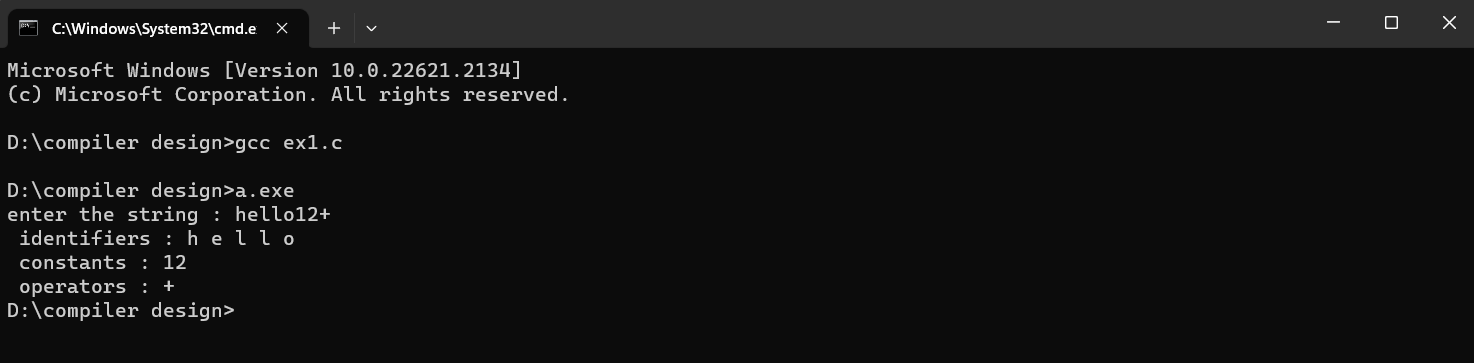 C:\Windows\System32\cmd.e
Microsoft Windows [Version 10.0.22621.2134]
(c) Microsoft Corporation. All rights reserved.
D:\compiler design>gcc ex1.c
D:\compiler design>a.exe
enter the string : hello12+
 identifiers : h e l l o
 constants : 12
 operators : +
D:\compiler design>